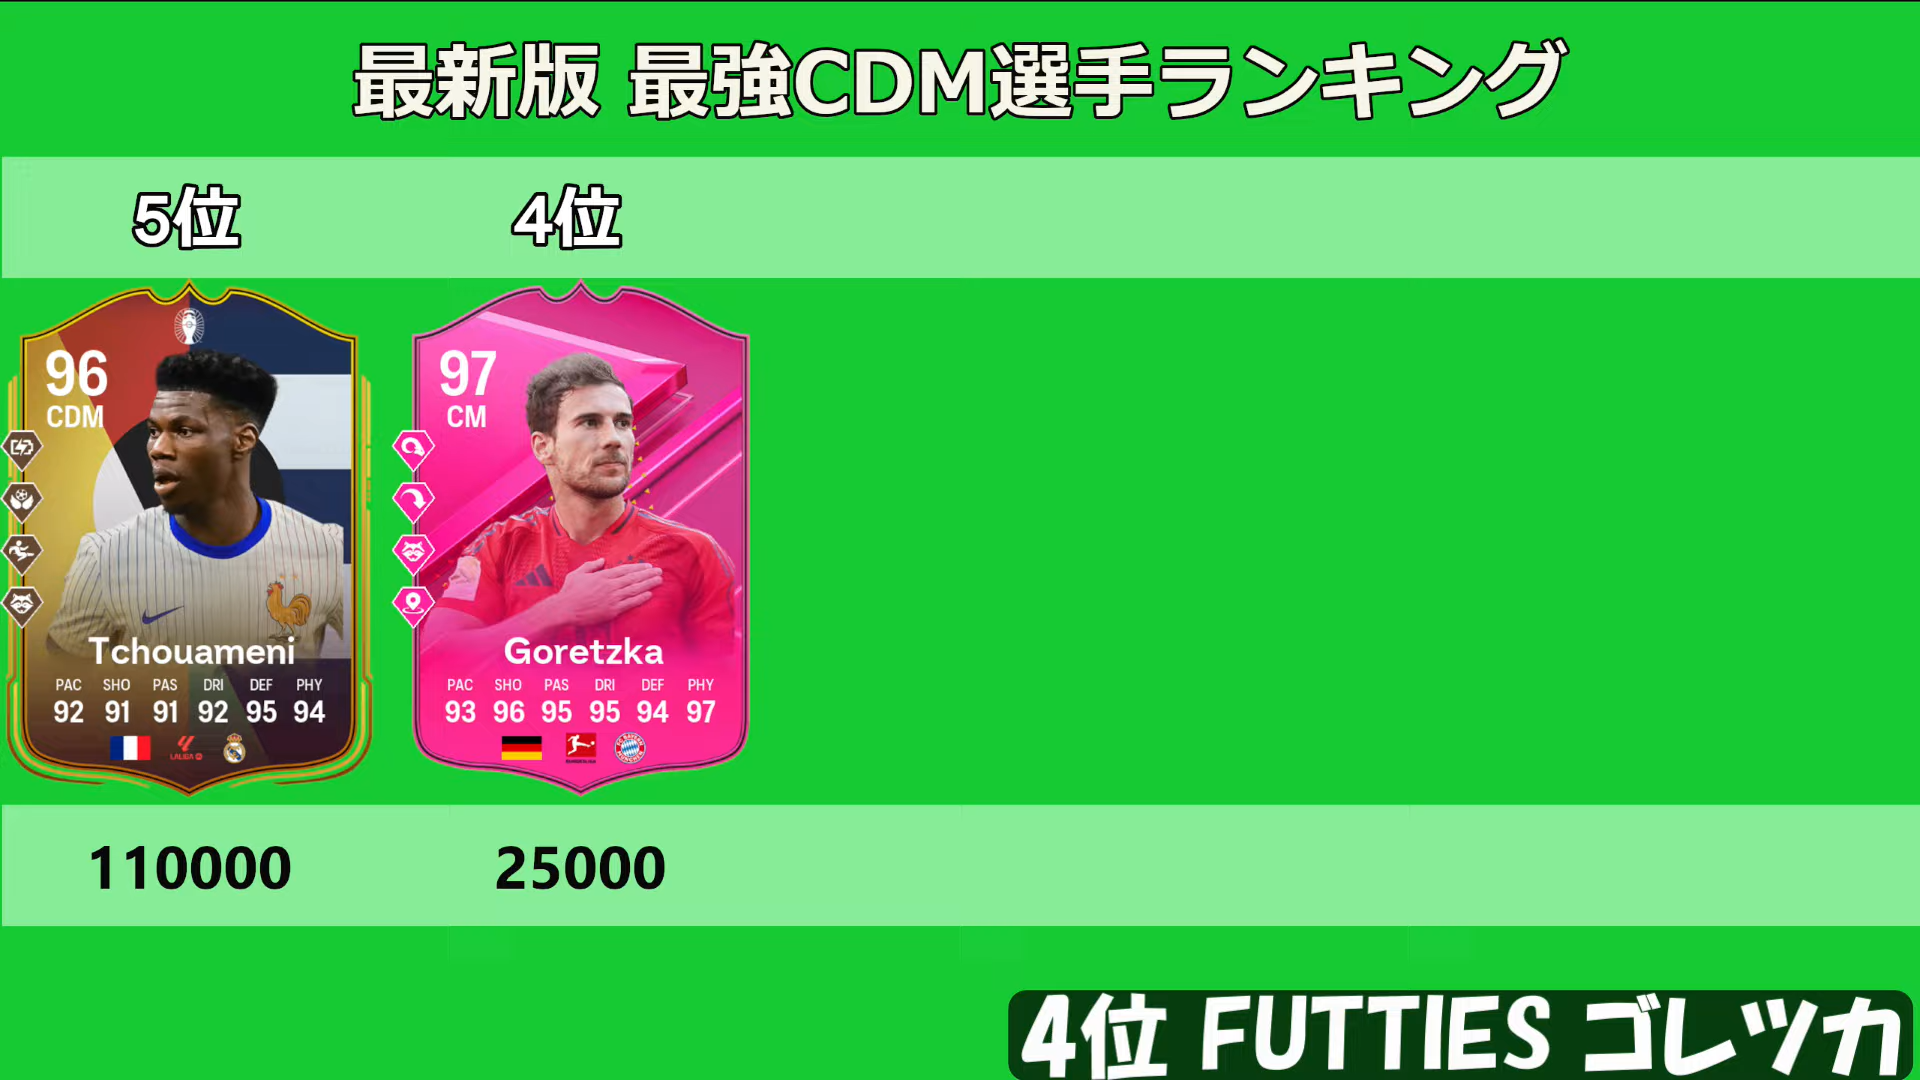 最新版 最強CDM選手ランキング
5位 4位
96
CDM
Tchouameni
PAC SHO PAS DRI DEF PHY
92 91 91 92 95 94
LALIGA
97
CM
Goretzka
PAC SHO PAS DRI DEF PHY
93 96 95 95 94 97
BUNDESLIGA
110000 25000
4位 FUTTIES ゴレツカ